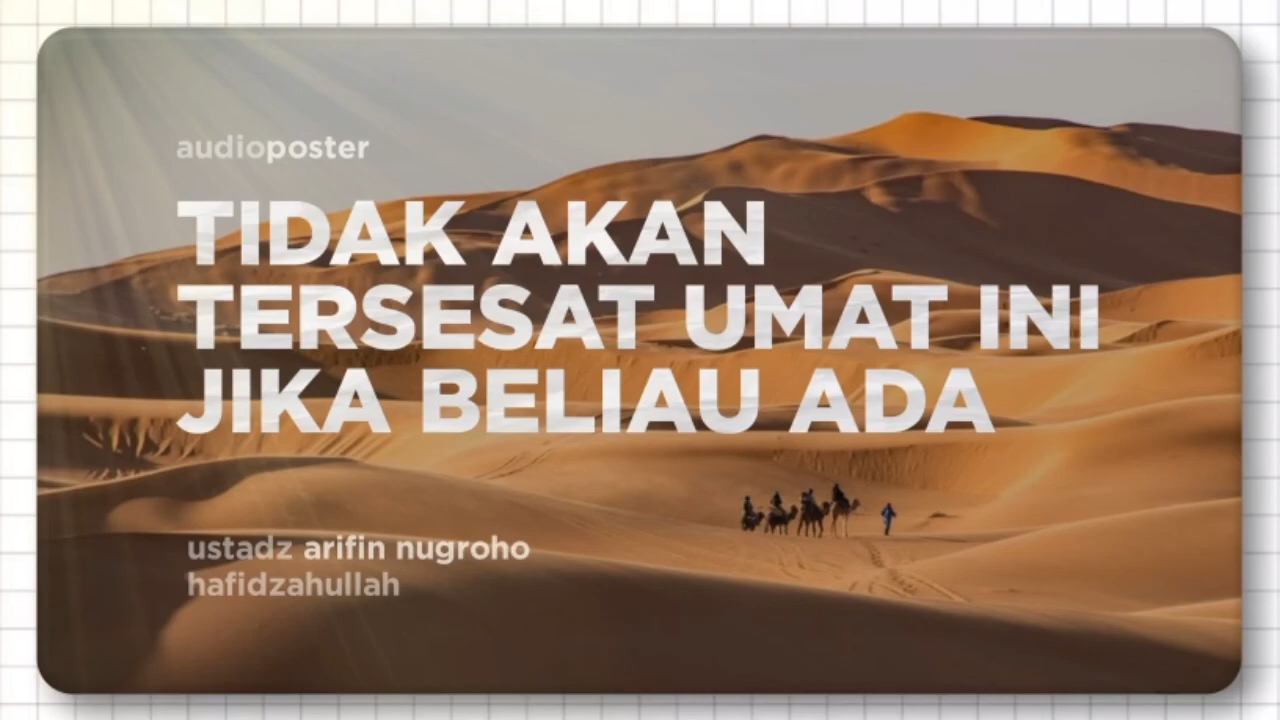 audioposter
TIDAK AKAN
TERSESAT UMAT INI
JIKA BELIAU ADA
ustadz arifin nugroho
hafidzahullah